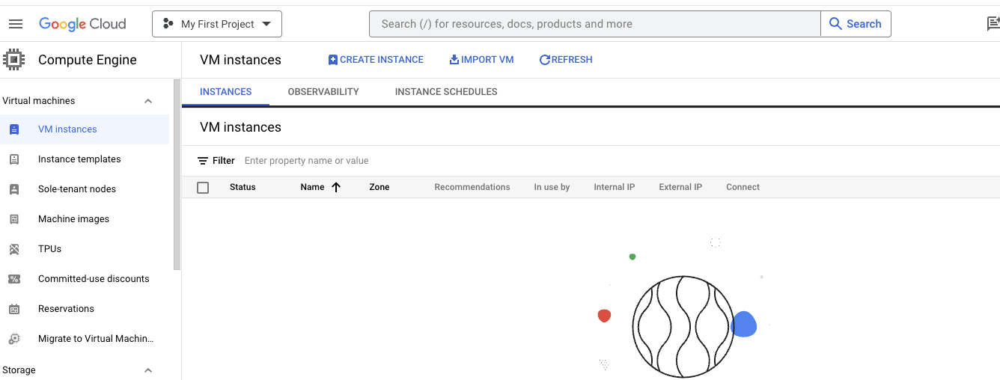 Google Cloud My First Project Search (/) for resources, docs, products and more Search
Compute Engine
VM instances CREATE INSTANCE IMPORT VM REFRESH
INSTANCES OBSERVABILITY INSTANCE SCHEDULES
Virtual machines
VM instances
Instance templates
Sole-tenant nodes
Machine images
TPUs
Committed-use discounts
Reservations
Migrate to Virtual Machin...
Storage
VM instances
Filter Enter property name or value
Status Name Zone Recommendations In use by Internal IP External IP Connect